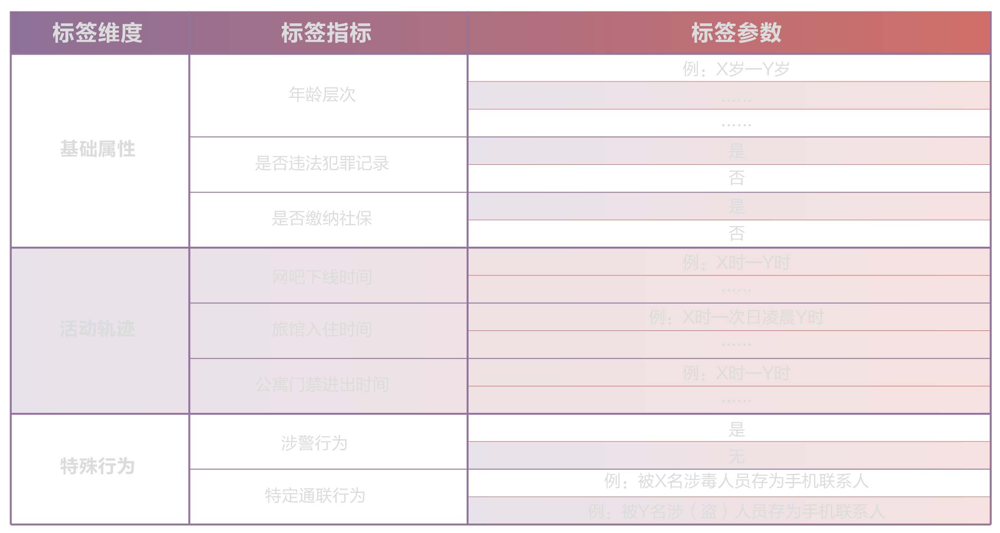 标签维度 标签指标 标签参数
基础属性 年龄层次 例：X岁—Y岁
......
......
是否违法犯罪记录 是
否
是否缴纳社保 是
否
活动轨迹 网吧下线时间 例：X时—Y时
......
旅馆入住时间 例：X时—次日凌晨Y时
......
公寓门禁进出时间 例：X时—Y时
......
特殊行为 涉警行为 是
无
特定通联行为 例：被X名涉毒人员存为手机联系人
例：被Y名涉（盗）人员存为手机联系人